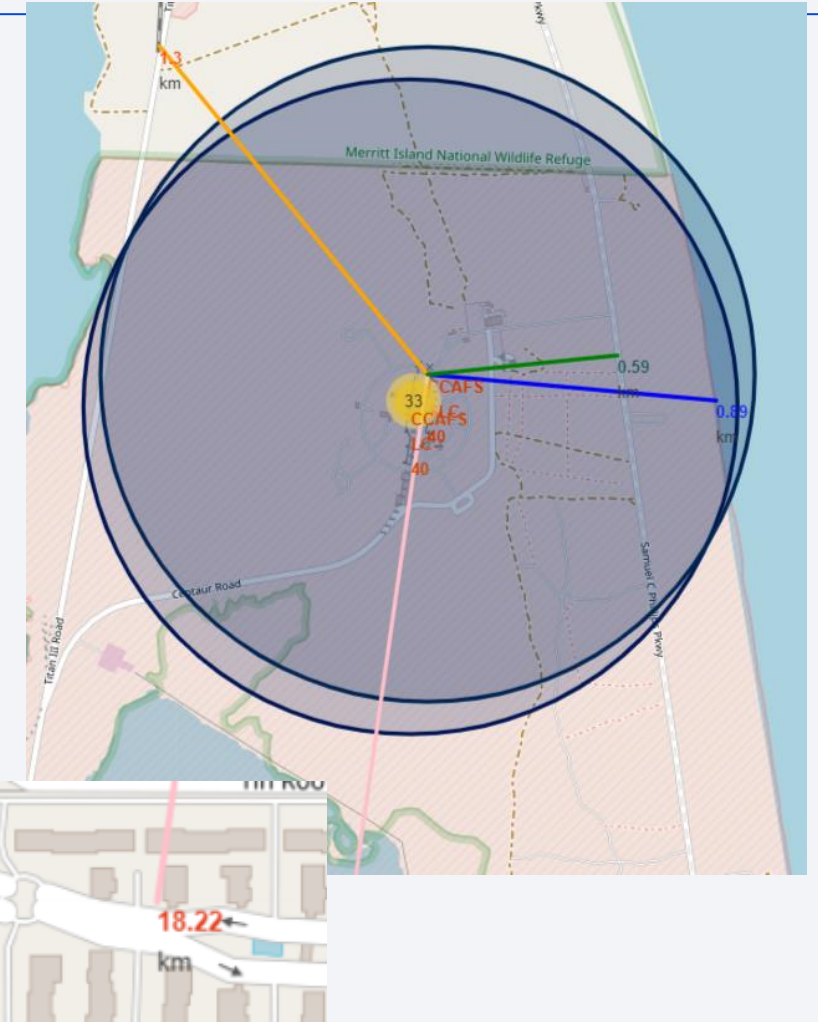 1.3
km
Merritt Island National Wildlife Refuge
0.59
km
33
CCAFS
LC
40
CCAFS
LC
40
0.89
km
Centaur Road
Titan III Road
Samuel C Phillips Pkwy
18.22
km